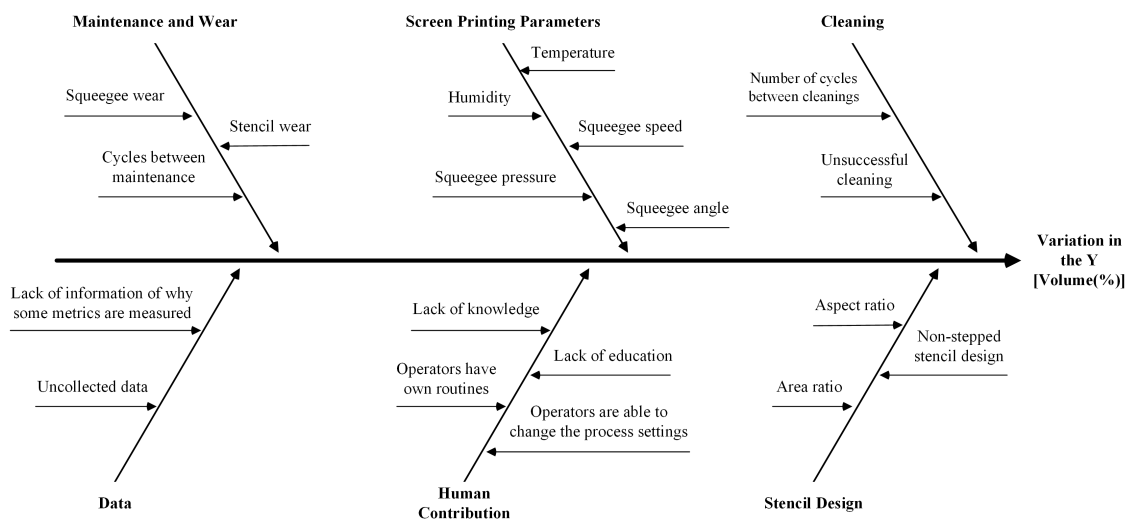 Maintenance and Wear
Screen Printing Parameters
Cleaning
Temperature
Squeegee wear
Humidity
Number of cycles
between cleanings
Stencil wear
Squeegee speed
Cycles between
maintenance
Squeegee pressure
Unsuccessful
cleaning
Squeegee angle
Variation in
the Y
[Volume(%)]
Lack of information of why
some metrics are measured
Lack of knowledge
Aspect ratio
Non-stepped
stencil design
Lack of education
Uncollected data
Operators have
own routines
Area ratio
Operators are able to
change the process settings
Data
Human
Contribution
Stencil Design